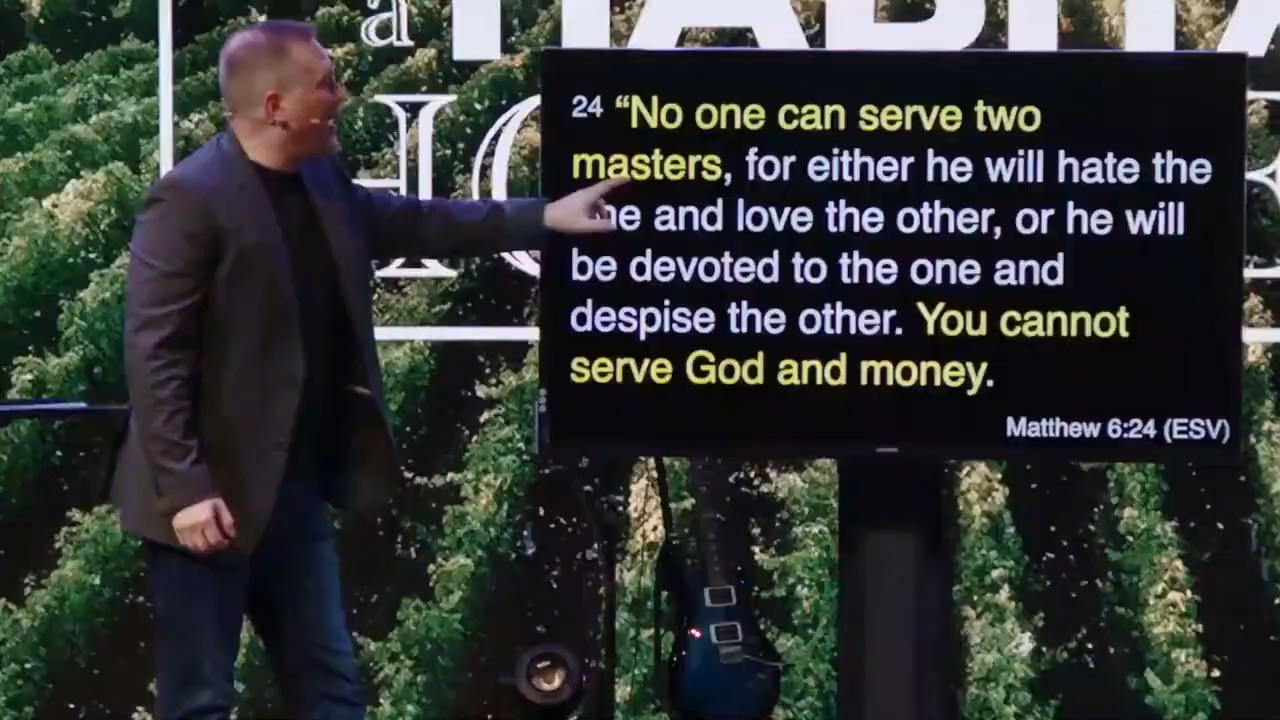 a
24 “No one can serve two
masters, for either he will hate the
and love the other, or he will
be devoted to the one and
despise the other. You cannot
serve God and money.
Matthew 6:24 (ESV)